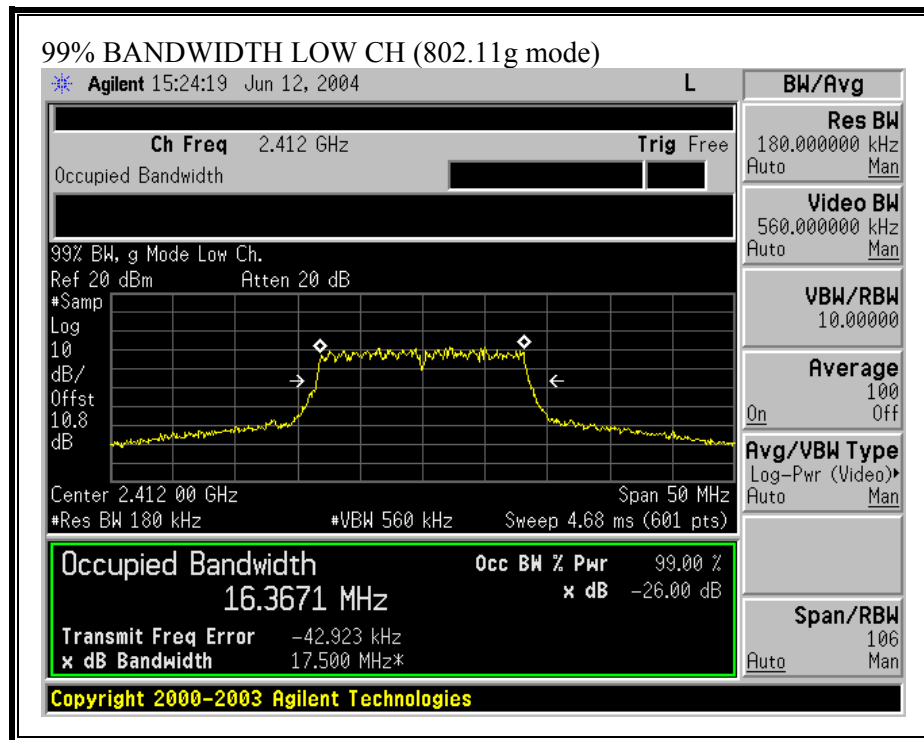 99% BANDWIDTH LOW CH (802.11g mode)
Agilent 15:24:19 Jun 12, 2004 L
BW/Avg
Ch Freq 2.412 GHz Trig Free
Occupied Bandwidth
Res BW
180.000000 kHz
Auto Man
Video BW
560.000000 kHz
Auto Man
99% BW, g Mode Low Ch.
Ref 20 dBm Atten 20 dB
#Samp
Log
10
dB/
Offst
10.8
dB
VBW/RBW
10.00000
Average
100
On Off
Avg/VBW Type
Log-Pwr (Video)
Auto Man
Center 2.412 00 GHz Span 50 MHz
#Res BW 180 kHz #VBW 560 kHz Sweep 4.68 ms (601 pts)
Occupied Bandwidth
16.3671 MHz
Occ BW % Pwr 99.00 %
x dB -26.00 dB
Transmit Freq Error -42.923 kHz
x dB Bandwidth 17.500 MHz*
Span/RBW
106
Auto Man
Copyright 2000-2003 Agilent Technologies